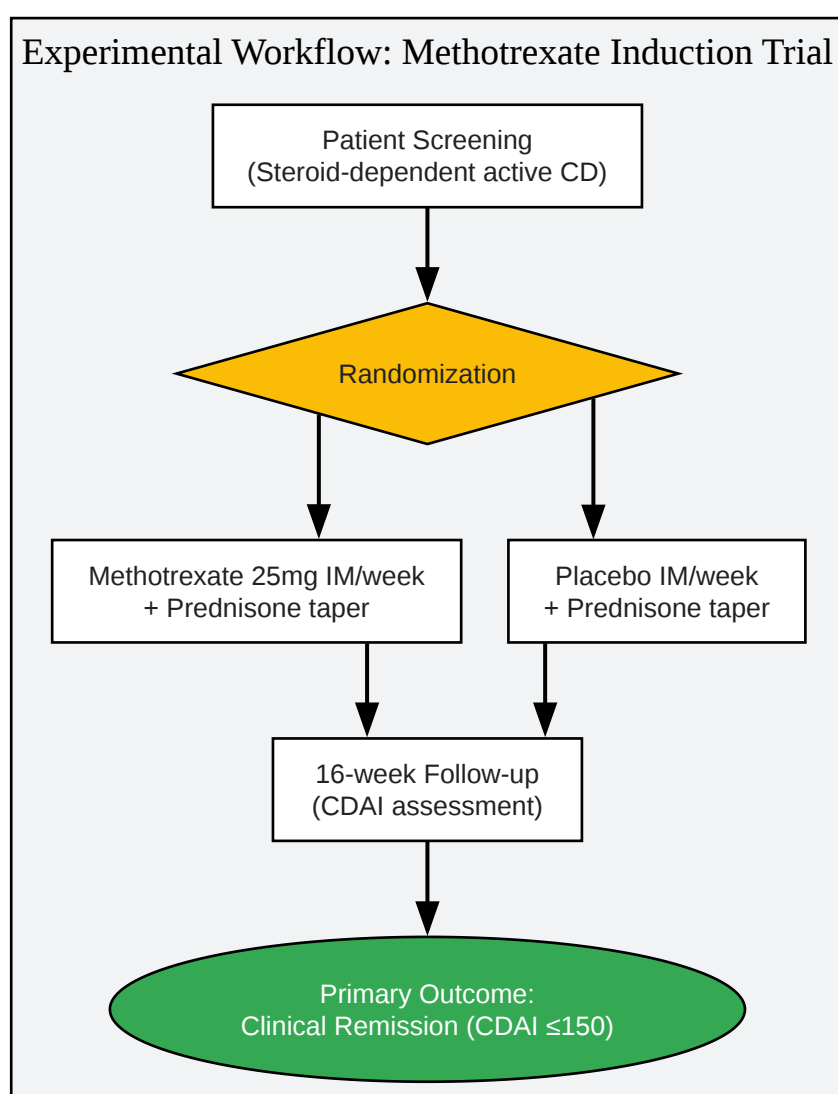 Experimental Workflow: Methotrexate Induction Trial
Patient Screening
(Steroid-dependent active CD)
Randomization
Methotrexate 25mg IM/week
+ Prednisone taper
Placebo IM/week
+ Prednisone taper
16-week Follow-up
(CDAI assessment)
Primary Outcome:
Clinical Remission (CDAI ≤150)